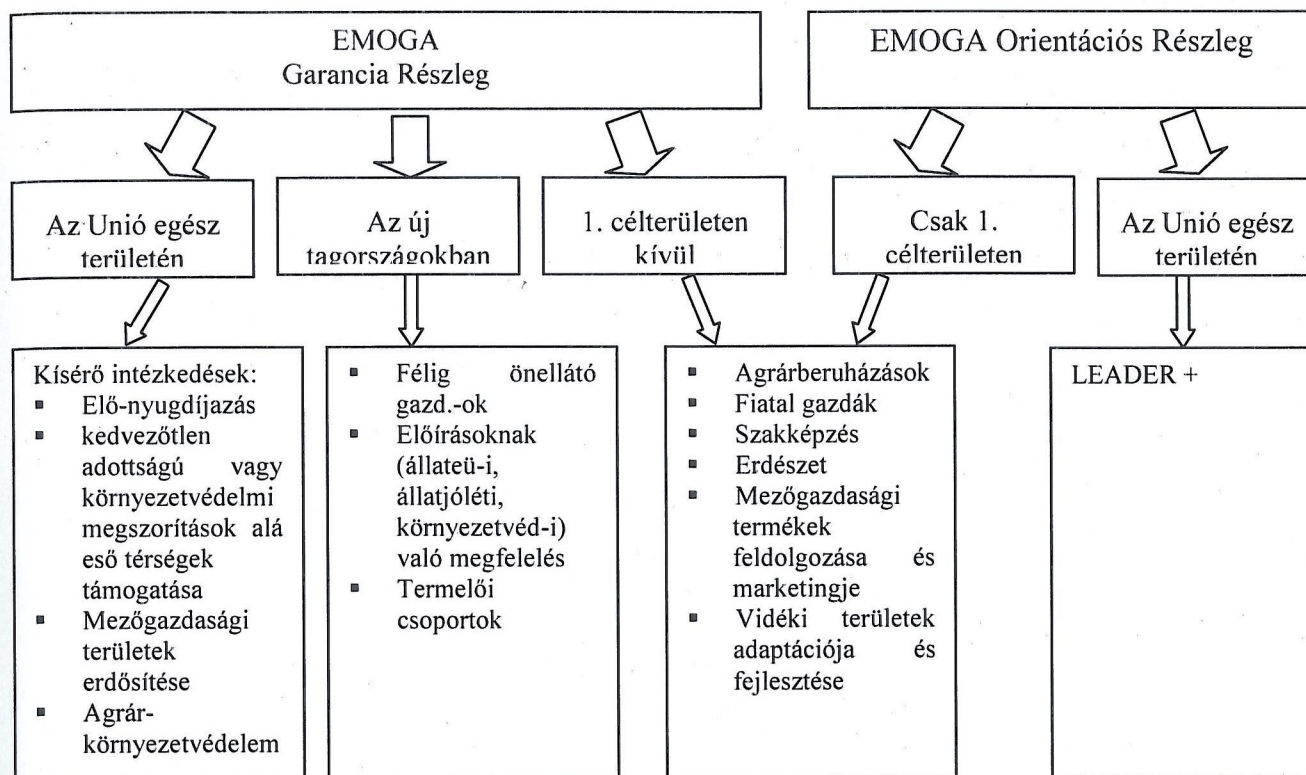 EMOGA
Garancia Részleg
EMOGA Orientációs Részleg
Az Unió egész
területén
Az új
tagországokban
1. célterületen
kívül
Csak 1.
célterületen
Az Unió egész
területén
Kísérő intézkedések:
▪ Elő-nyugdíjazás
▪ kedvezőtlen
adottságú vagy
környezetvédelmi
megszorítások alá
eső térségek
támogatása
▪ Mezőgazdasági
területek
erdősítése
▪ Agrár-
környezetvédelem
▪ Félig önellátó
gazd.-ok
▪ Előírásoknak
(állateü-i,
állatjóléti,
környezetvéd-i)
való megfelelés
▪ Termelői
csoportok
▪ Agrárberuházások
▪ Fiatal gazdák
▪ Szakképzés
▪ Erdészet
▪ Mezőgazdasági
termékek
feldolgozása és
marketingje
▪ Vidéki területek
adaptációja és
fejlesztése
LEADER +